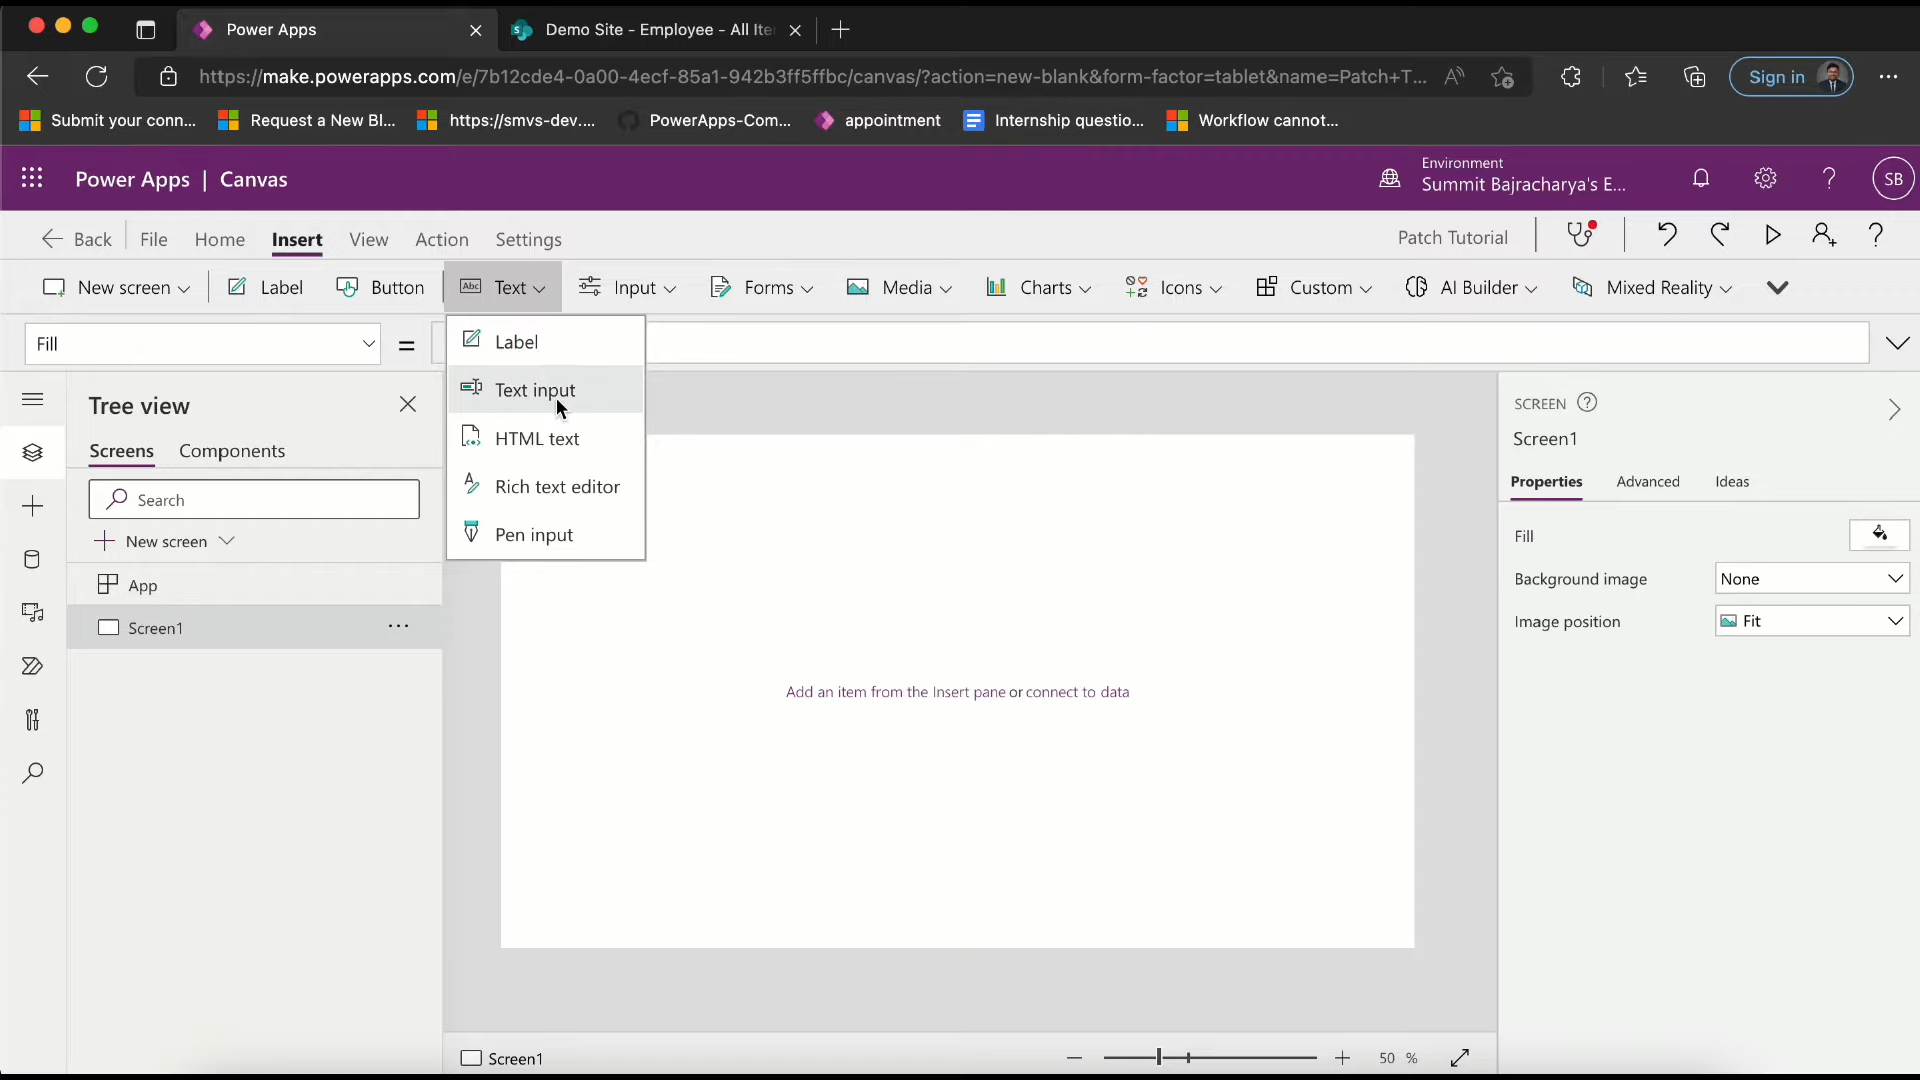 Power Apps
Demo Site - Employee - All Ite
https://make.powerapps.com/e/7b12cde4-0a00-4ecf-85a1-942b3ff5ffbc/canvas/?action=new-blank&form-factor=tablet&name=Patch+T...
Sign in
Submit your conn...
Request a New BI...
https://smvs-dev....
PowerApps-Com...
appointment
Internship questio...
Workflow cannot...
Power Apps | Canvas
Environment
Summit Bajracharya's E...
SB
Back
File
Home
Insert
View
Action
Settings
Patch Tutorial
New screen
Label
Button
Abc Text
Input
Forms
Media
Charts
Icons
Custom
AI Builder
Mixed Reality
Fill
=
Label
Text input
HTML text
Rich text editor
Pen input
Tree view
Screens
Components
Search
New screen
App
Screen1
Add an item from the Insert pane or connect to data
SCREEN
Screen1
Properties
Advanced
Ideas
Fill
Background image
None
Image position
Fit
Screen1
50 %